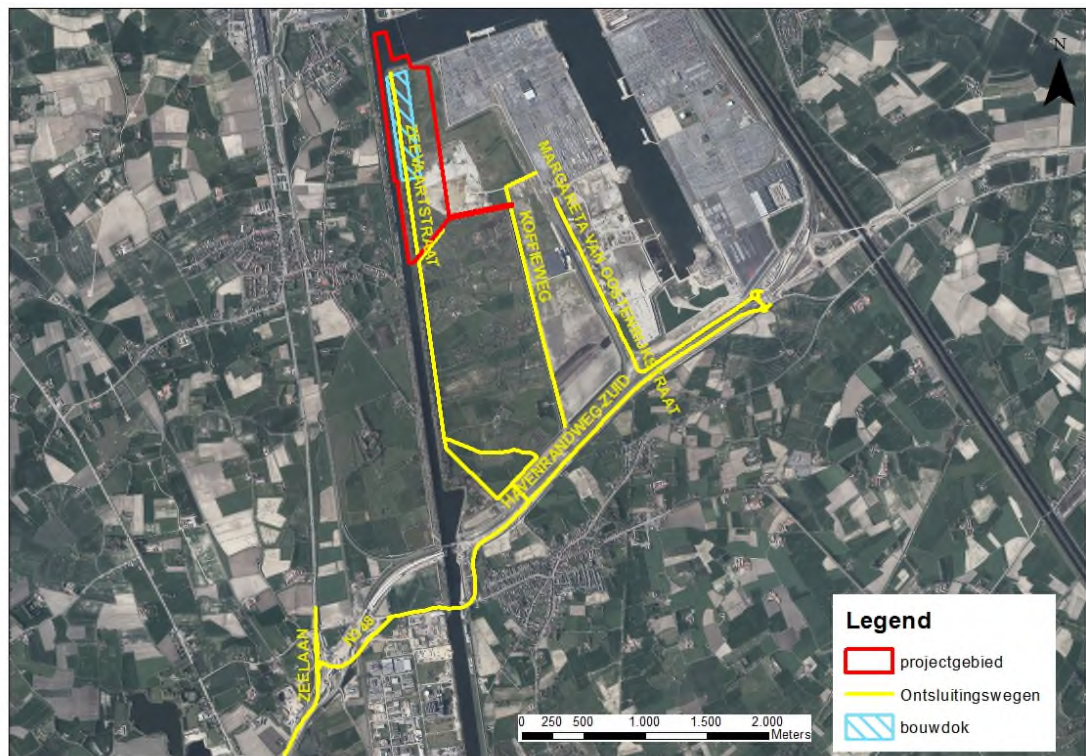 N
ZEEVAARTSTRAAT
KOFFIEWEG
MARGARETA VAN OOSTENRIJKSTRAAT
HAVENRANDWEG-ZUID
ZEELAAN
N348
Legend
projectgebied
Ontsluitingswegen
bouwdok
0 250 500 1.000 1.500 2.000
Meters